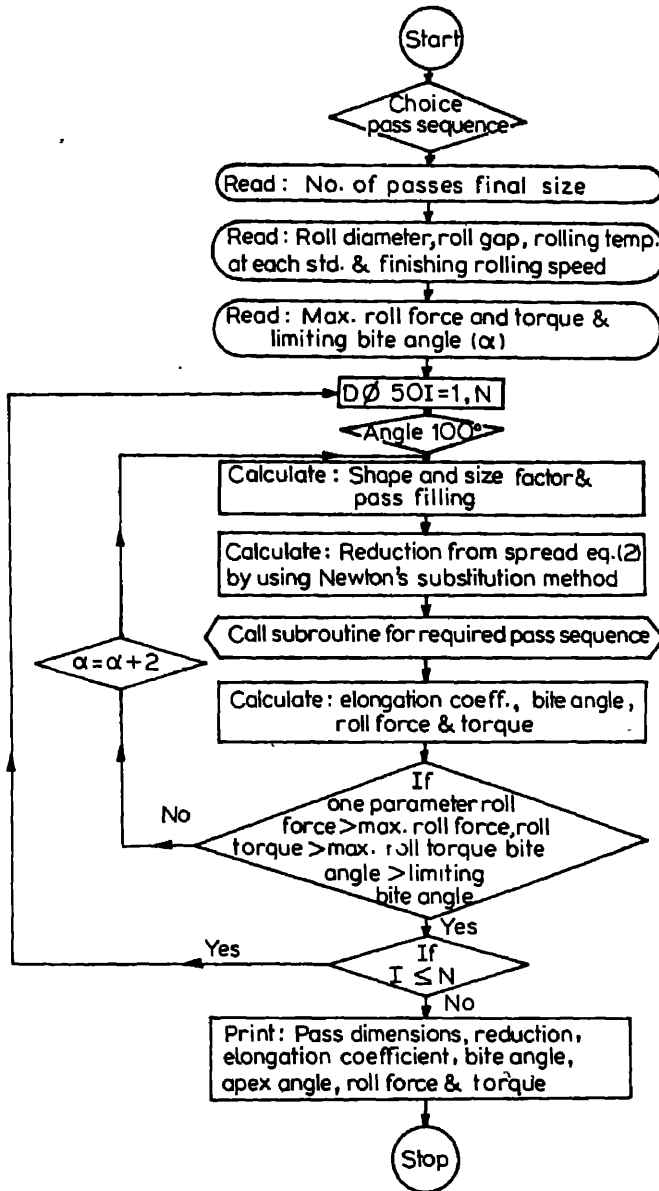 Start
Choice
pass sequence
Read: No. of passes final size
Read: Roll diameter, roll gap, rolling temp.
at each std. & finishing rolling speed
Read: Max. roll force and torque &
limiting bite angle (α)
DØ 50I=1,N
Angle 100°
Calculate: Shape and size factor &
pass filling
Calculate: Reduction from spread eq.(2)
by using Newton's substitution method
Call subroutine for required pass sequence
α=α+2
Calculate: elongation coeff., bite angle,
roll force & torque
If
one parameter roll
force>max. roll force, roll
torque>max. roll torque bite
angle >limiting
bite angle
No
Yes
If
I ≤ N
Yes
No
Print: Pass dimensions, reduction,
elongation coefficient, bite angle,
apex angle, roll force & torque
Stop